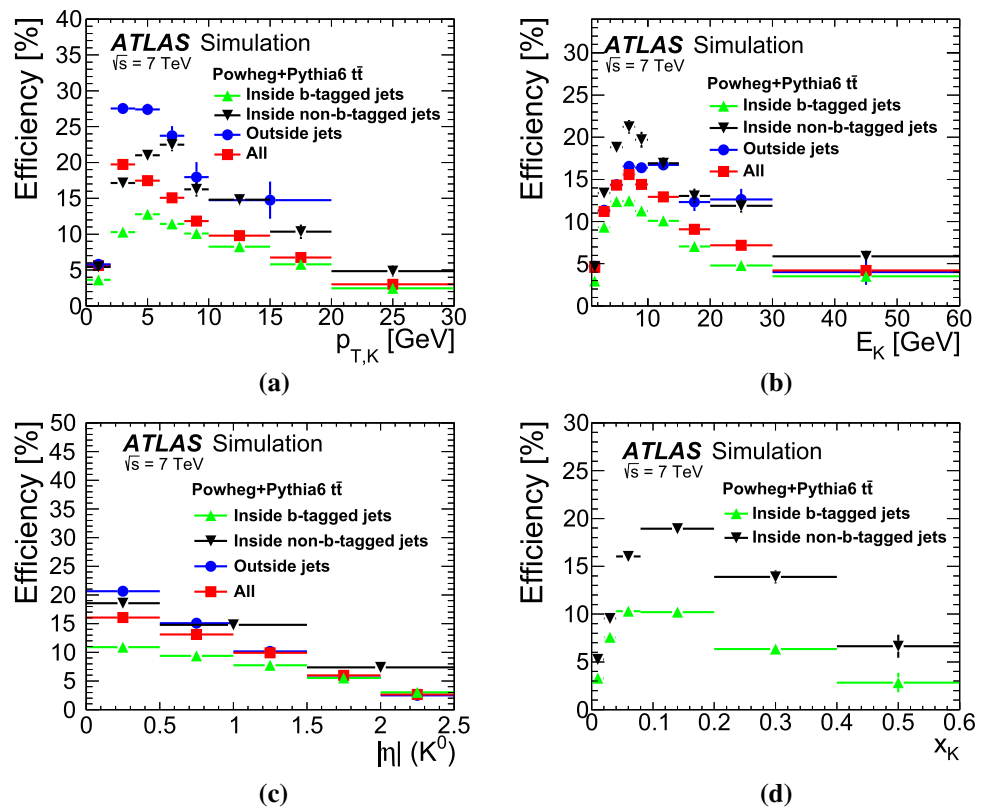 Efficiency [%]
40
35
30
25
20
15
10
5
0
ATLAS Simulation
√s = 7 TeV
Powheg+Pythia6 tt̄
Inside b-tagged jets
Inside non-b-tagged jets
Outside jets
All
0 5 10 15 20 25 30
p_T,K [GeV]
(a)
Efficiency [%]
30
25
20
15
10
5
0
ATLAS Simulation
√s = 7 TeV
Powheg+Pythia6 tt̄
Inside b-tagged jets
Inside non-b-tagged jets
Outside jets
All
10 20 30 40 50 60
E_K [GeV]
(b)
Efficiency [%]
50
45
40
35
30
25
20
15
10
5
0
ATLAS Simulation
√s = 7 TeV
Powheg+Pythia6 tt̄
Inside b-tagged jets
Inside non-b-tagged jets
Outside jets
All
0 0.5 1 1.5 2 2.5
|η| (K⁰)
(c)
Efficiency [%]
30
25
20
15
10
5
0
ATLAS Simulation
√s = 7 TeV
Powheg+Pythia6 tt̄
Inside b-tagged jets
Inside non-b-tagged jets
0 0.1 0.2 0.3 0.4 0.5 0.6
x_K
(d)